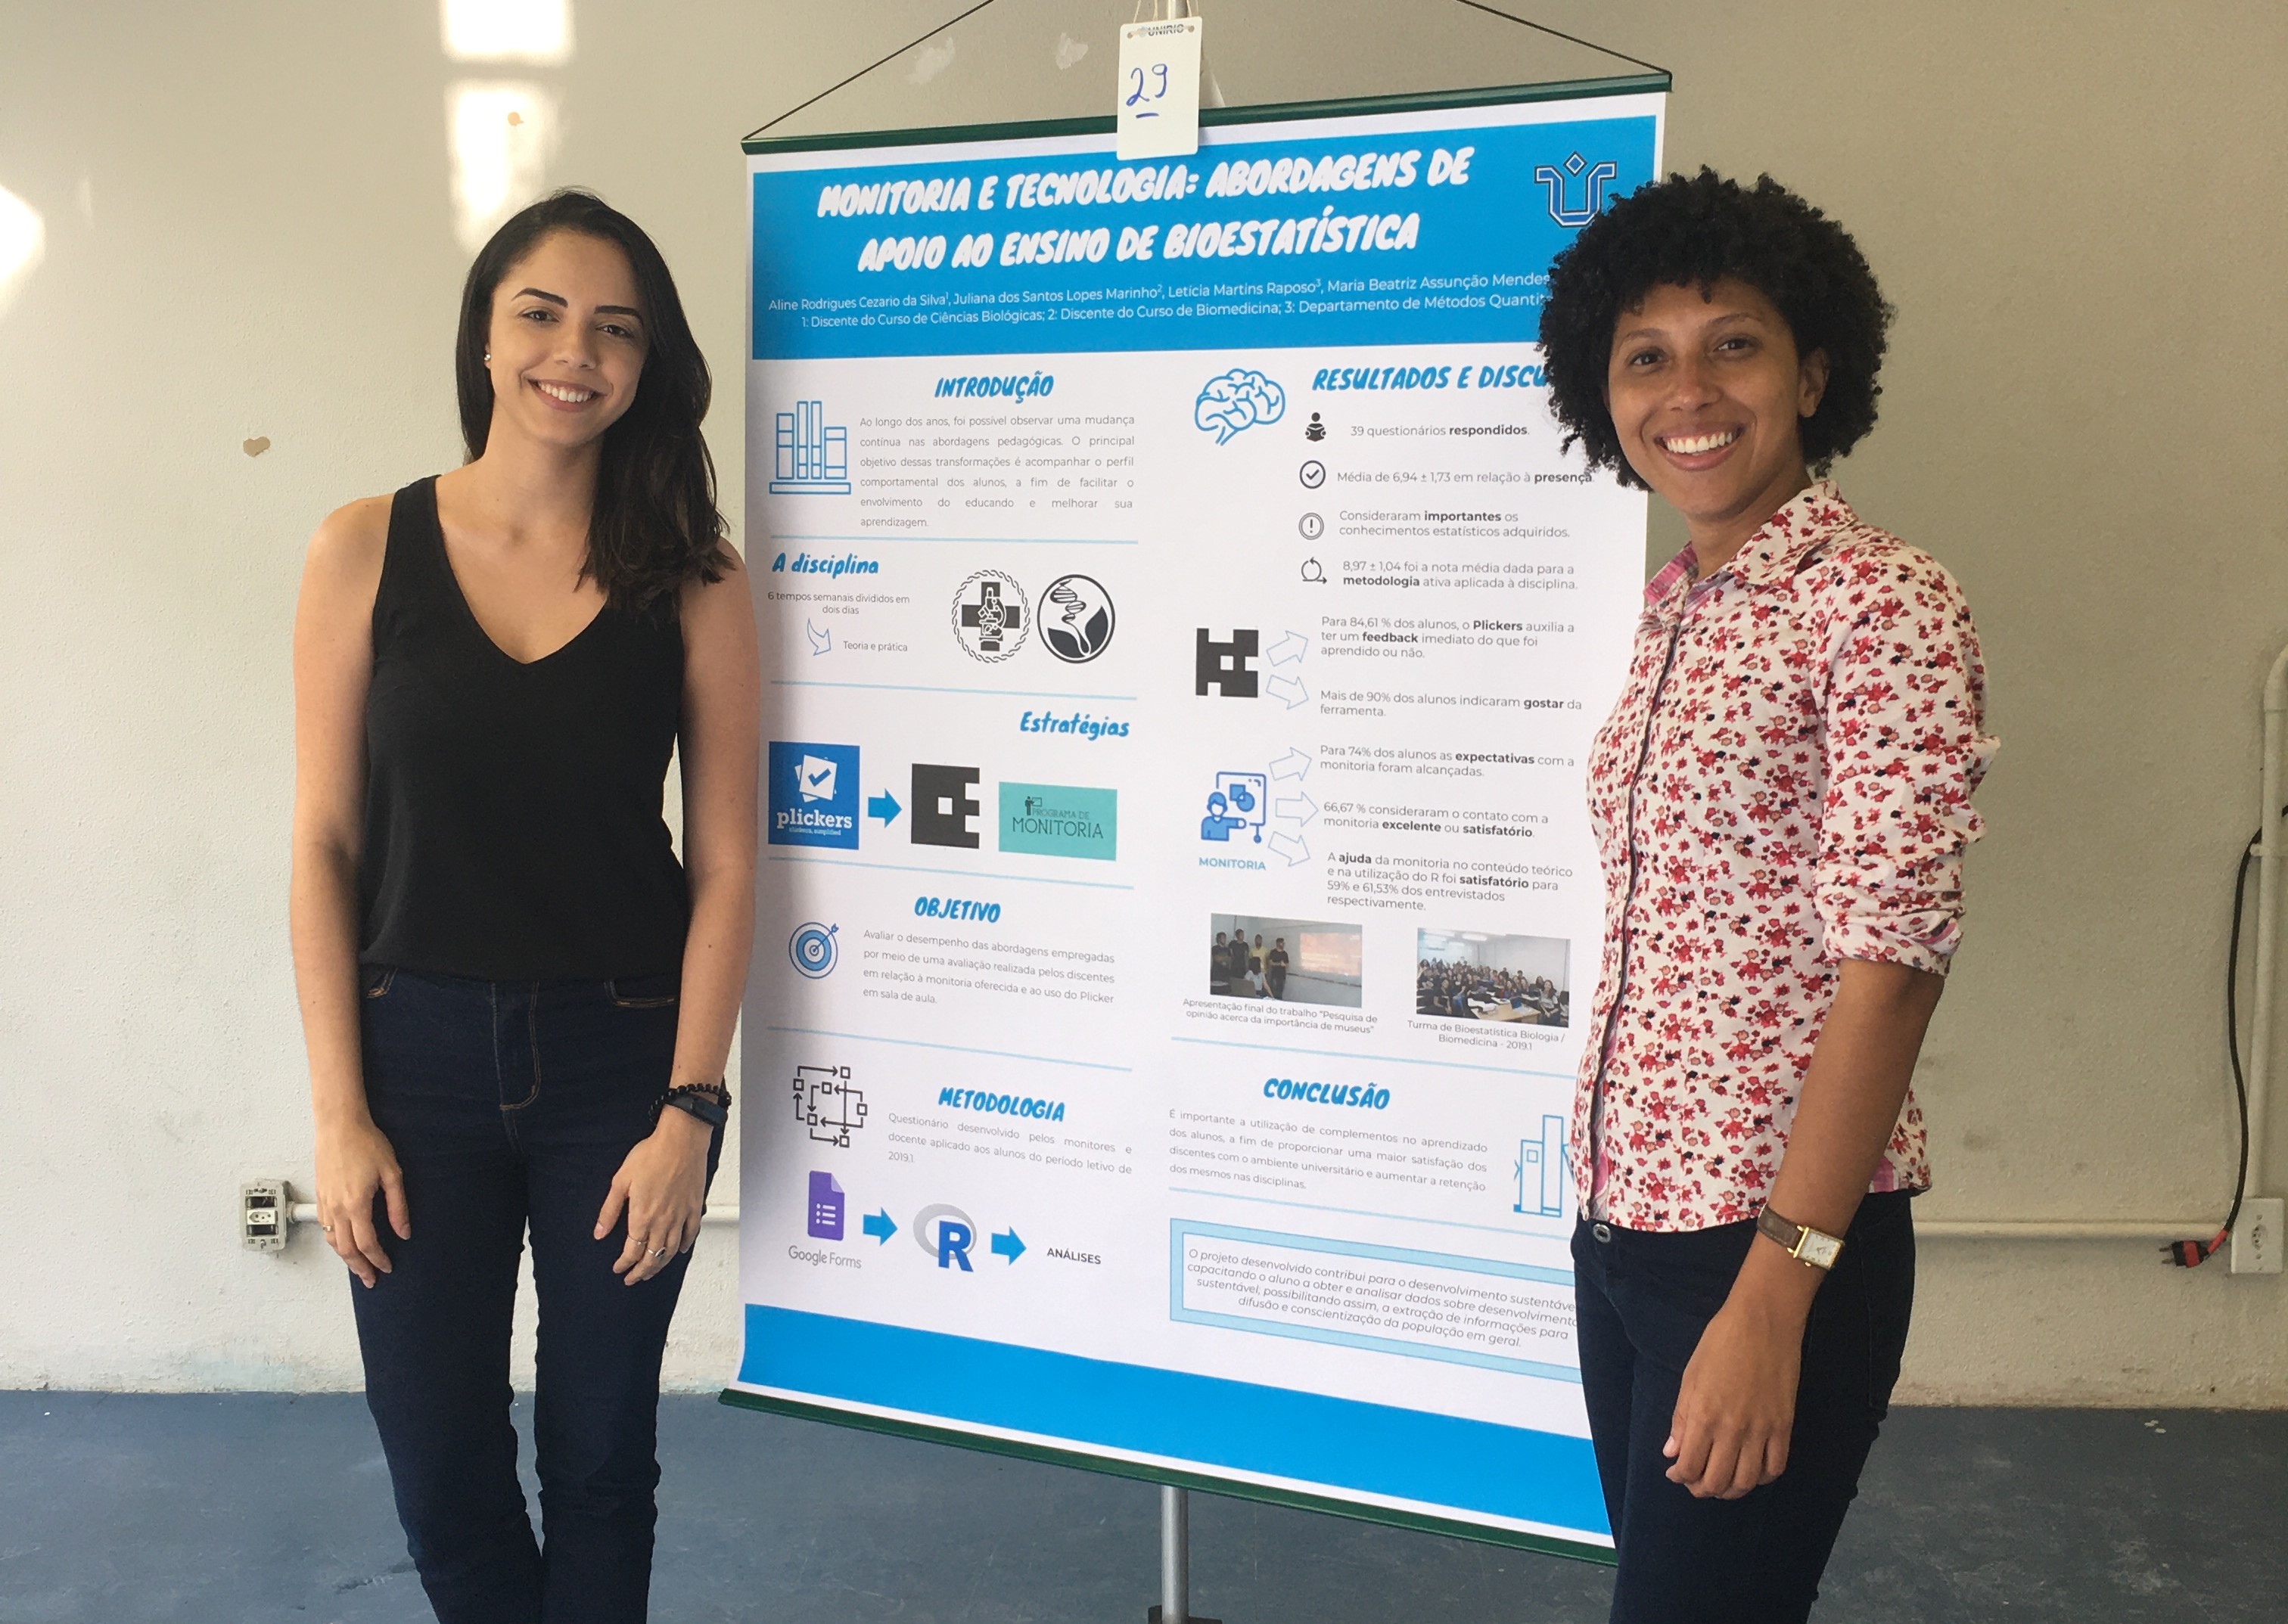 UNIRIO
29
MONITORIA E TECNOLOGIA: ABORDAGENS DE
APOIO AO ENSINO DE BIOESTATÍSTICA
Aline Rodrigues Cezario da Silva¹, Juliana dos Santos Lopes Marinho², Letícia Martins Raposo³, Maria Beatriz Assunção Mendes
1: Discente do Curso de Ciências Biológicas; 2: Discente do Curso de Biomedicina; 3: Departamento de Métodos
INTRODUÇÃO
Ao longo dos anos, foi possível observar uma mudança
contínua nas abordagens pedagógicas. O principal
objetivo dessas transformações é acompanhar o perfil
comportamental dos alunos, a fim de facilitar o
envolvimento do educando e melhorar sua
aprendizagem.
A disciplina
6 tempos semanais divididos em
dois dias
Teoria e prática
Estratégias
plickers
clickers, simplified
PROGRAMA DE
MONITORIA
OBJETIVO
Avaliar o desempenho das abordagens empregadas
por meio de uma avaliação realizada pelos discentes
em relação à monitoria oferecida e ao uso do Plicker
em sala de aula.
METODOLOGIA
Questionário desenvolvido pelos monitores e
docente aplicado aos alunos do período letivo de
2019.1.
Google Forms
R
ANÁLISES
RESULTADOS E
39 questionários respondidos.
Média de 6,94 ± 1,73 em relação à presença
Consideraram importantes os
conhecimentos estatísticos adquiridos.
8,97 ± 1,04 foi a nota média dada para a
metodologia ativa aplicada à disciplina.
Para 84,61 % dos alunos, o Plickers auxilia a
ter um feedback imediato do que foi
aprendido ou não.
Mais de 90% dos alunos indicaram gostar da
ferramenta.
Para 74% dos alunos as expectativas com a
monitoria foram alcançadas.
66,67 % consideraram o contato com a
monitoria excelente ou satisfatório.
A ajuda da monitoria no conteúdo teórico
e na utilização do R foi satisfatório para
59% e 61,53% dos entrevistados
respectivamente.
MONITORIA
Apresentação final do trabalho "Pesquisa de
opinião acerca da importância de museus"
Turma de Bioestatística Biologia /
Biomedicina - 2019.1
CONCLUSÃO
É importante a utilização de complementos no aprendizado
dos alunos, a fim de proporcionar uma maior satisfação dos
discentes com o ambiente universitário e aumentar a retenção
dos mesmos nas disciplinas.
O projeto desenvolvido contribui para o desenvolvimento
capacitando o aluno a obter e analisar dados sobre desenvolvimento
sustentável, possibilitando assim, a extração de informações para
difusão e conscientização da população em geral.